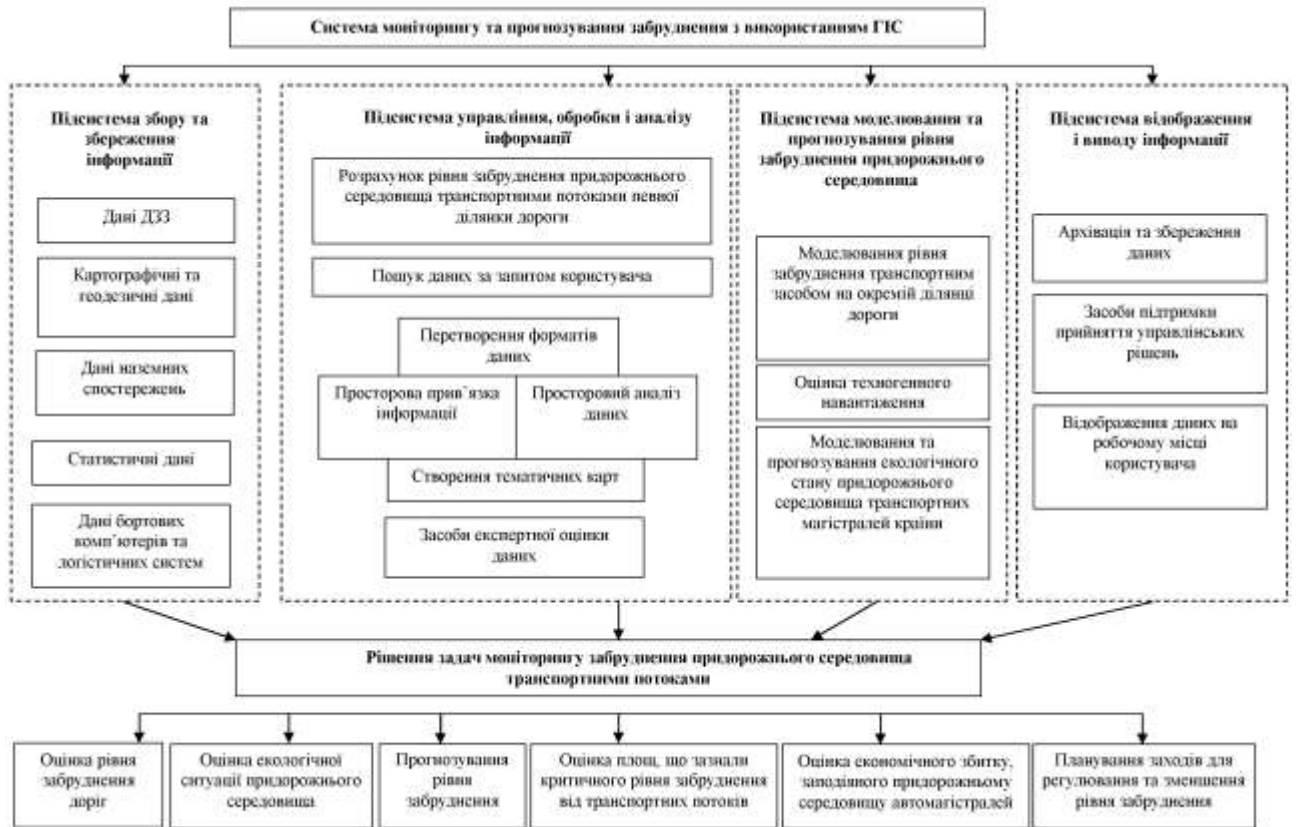 Система моніторингу та прогнозування забруднення з використанням ГІС
Підсистема збору та
збереження
інформації
Дані ДЗЗ
Картографічні та
геодезичні дані
Дані наземних
спостережень
Статистичні дані
Дані бортових
комп`ютерів та
логістичних систем
Підсистема управління, обробки і аналізу
інформації
Розрахунок рівня забруднення придорожнього
середовища транспортними потоками певної
ділянки дороги
Пошук даних за запитом користувача
Перетворення форматів
даних
Просторова прив`язка
інформації
Просторовий аналіз
даних
Створення тематичних карт
Засоби експертної оцінки
даних
Підсистема моделювання та
прогнозування рівня
забруднення придорожнього
середовища
Моделювання рівня
забруднення транспортним
засобом на окремій ділянці
дороги
Оцінка техногенного
навантаження
Моделювання та
прогнозування екологічного
стану придорожнього
середовища транспортних
магістралей країни
Підсистема відображення
і виводу інформації
Архівація та збереження
даних
Засоби підтримки
прийняття управлінських
рішень
Відображення даних на
робочому місці
користувача
Рішення задач моніторингу забруднення придорожнього середовища
транспортними потоками
Оцінка рівня
забруднення
доріг
Оцінка екологічної
ситуації придорожнього
середовища
Прогнозування
рівня
забруднення
Оцінка площ, що зазнали
критичного рівня забруднення
від транспортних потоків
Оцінка економічного збитку,
заподіяного придорожньому
середовищу автомагістралей
Планування заходів для
регулювання та зменшення
рівня забруднення